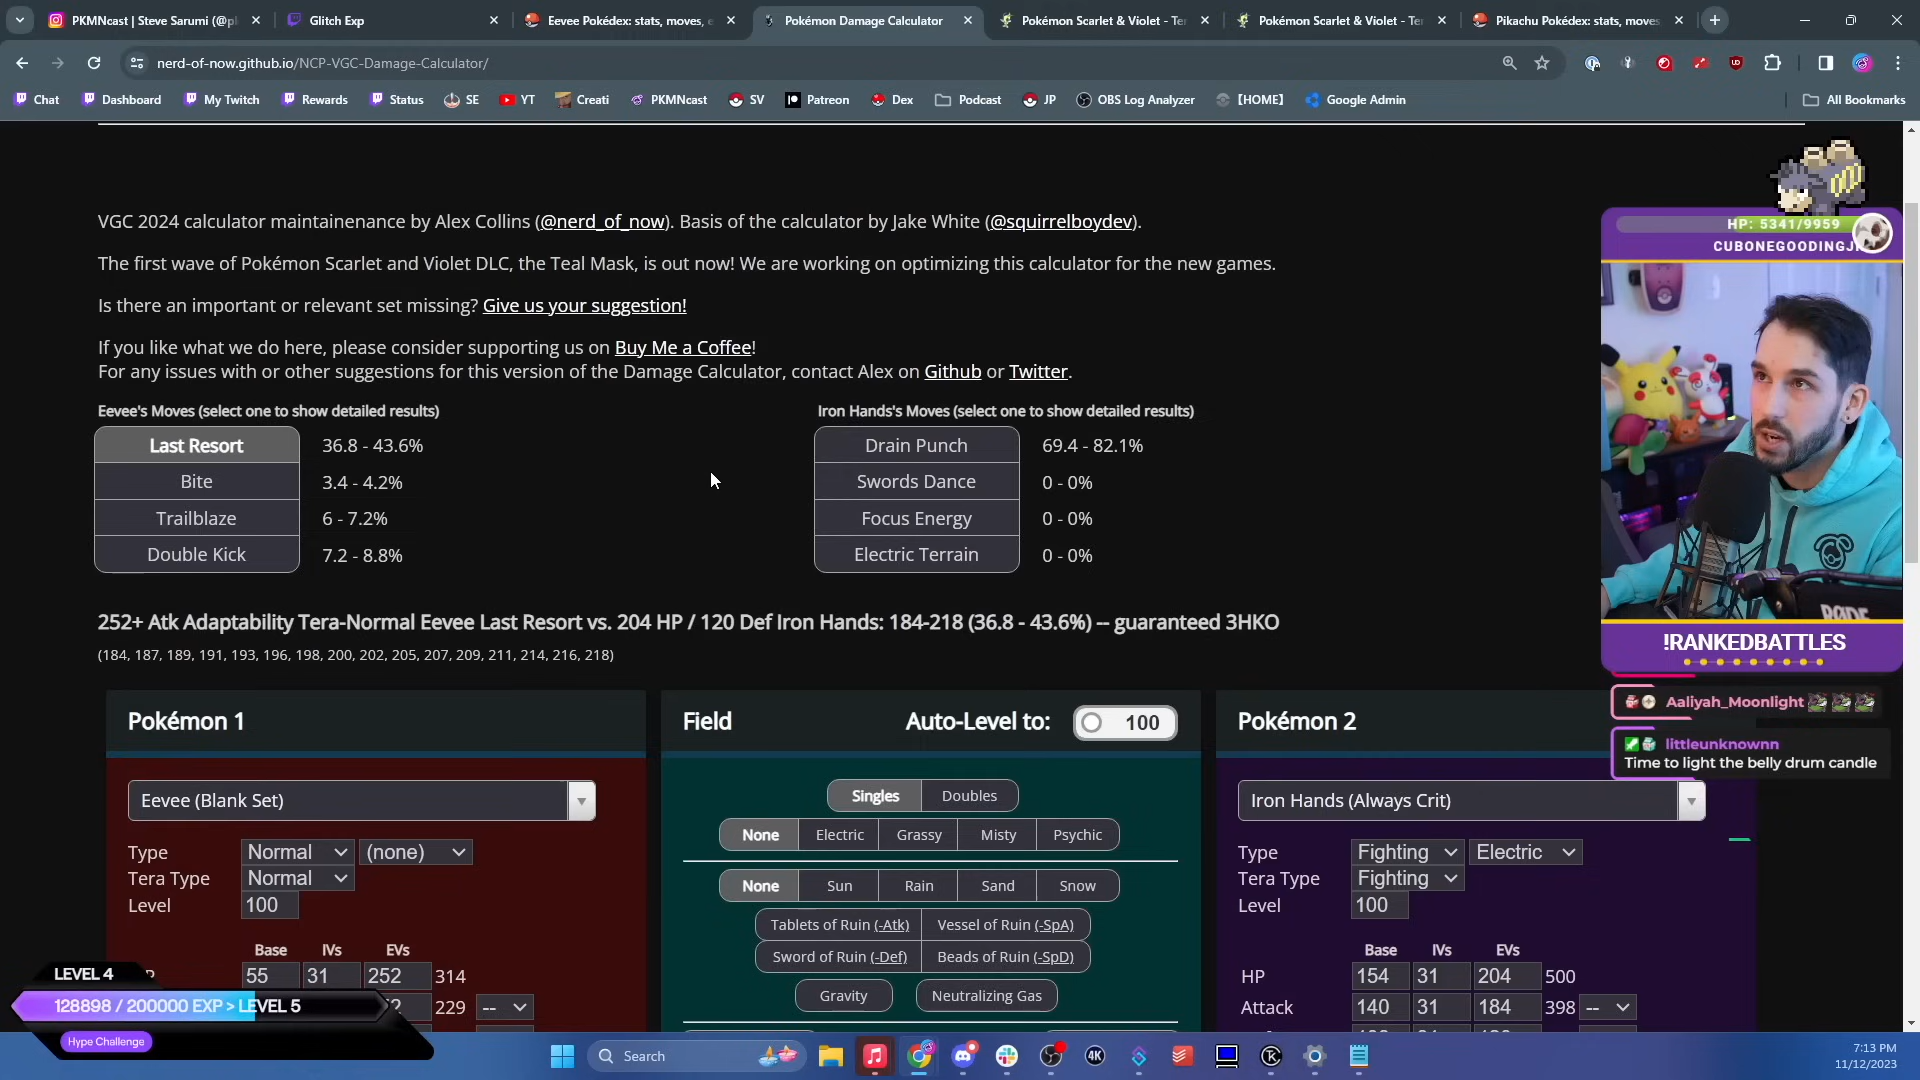 PKMNcast | Steve Sarumi (@pk
Glitch Exp
Eevee Pokédex: stats, moves, e
Pokémon Damage Calculator
Pokémon Scarlet & Violet - Ter
Pokémon Scarlet & Violet - Ter
Pikachu Pokédex: stats, moves
nerd-of-now.github.io/NCP-VGC-Damage-Calculator/
Chat
Dashboard
My Twitch
Rewards
Status
SE
YT
Creati
PKMNcast
SV
Patreon
Dex
Podcast
JP
OBS Log Analyzer
【HOME】
Google Admin
All Bookmarks
VGC 2024 calculator maintainenance by Alex Collins (@nerd_of_now). Basis of the calculator by Jake White (@squirrelboydev).
The first wave of Pokémon Scarlet and Violet DLC, the Teal Mask, is out now! We are working on optimizing this calculator for the new games.
Is there an important or relevant set missing? Give us your suggestion!
If you like what we do here, please consider supporting us on Buy Me a Coffee!
For any issues with or other suggestions for this version of the Damage Calculator, contact Alex on Github or Twitter.
Eevee's Moves (select one to show detailed results)
Last Resort 36.8 - 43.6%
Bite 3.4 - 4.2%
Trailblaze 6 - 7.2%
Double Kick 7.2 - 8.8%
Iron Hands's Moves (select one to show detailed results)
Drain Punch 69.4 - 82.1%
Swords Dance 0 - 0%
Focus Energy 0 - 0%
Electric Terrain 0 - 0%
252+ Atk Adaptability Tera-Normal Eevee Last Resort vs. 204 HP / 120 Def Iron Hands: 184-218 (36.8 - 43.6%) -- guaranteed 3HKO
(184, 187, 189, 191, 193, 196, 198, 200, 202, 205, 207, 209, 211, 214, 216, 218)
Pokémon 1
Eevee (Blank Set)
Type Normal (none)
Tera Type Normal
Level 100
Base IVs EVs
P 55 31 252 314
2 229 --
Field Auto-Level to: 100
Singles Doubles
None Electric Grassy Misty Psychic
None Sun Rain Sand Snow
Tablets of Ruin (-Atk) Vessel of Ruin (-SpA)
Sword of Ruin (-Def) Beads of Ruin (-SpD)
Gravity Neutralizing Gas
Pokémon 2
Iron Hands (Always Crit)
Type Fighting Electric
Tera Type Fighting
Level 100
Base IVs EVs
HP 154 31 204 500
Attack 140 31 184 398 --
HP: 5341/9959
CUBONEGOODINGJ
RØDE
!RANKEDBATTLES
Aaliyah_Moonlight
littleunknownn
Time to light the belly drum candle
LEVEL 4
128898 / 200000 EXP > LEVEL 5
Hype Challenge
Search
4K
7:13 PM
11/12/2023